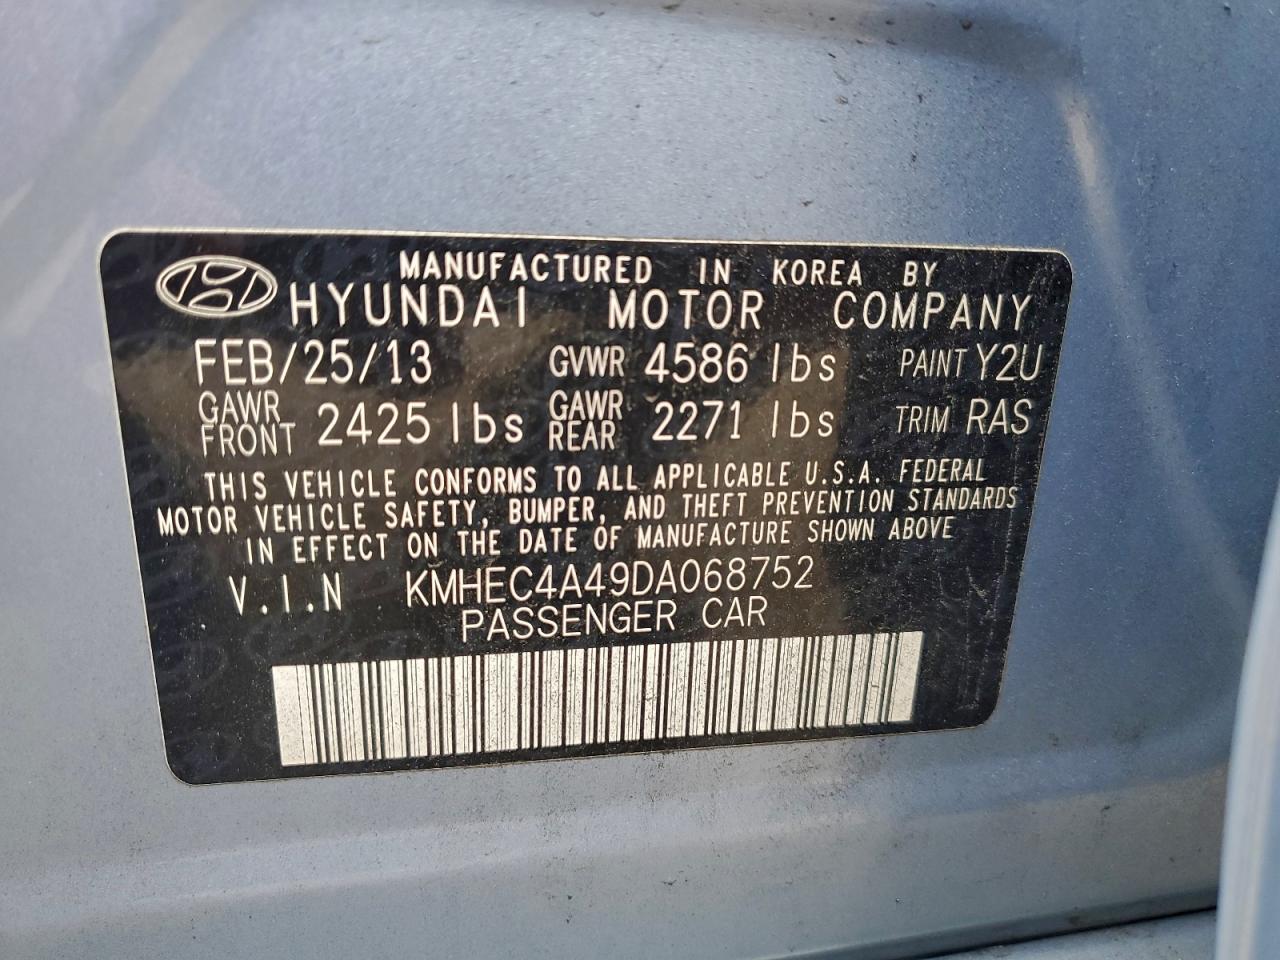 MANUFACTURED IN KOREA BY
HYUNDAI MOTOR COMPANY
FEB/25/13 GVWR 4586 lbs PAINT Y2U
GAWR FRONT 2425 lbs GAWR REAR 2271 lbs TRIM RAS
THIS VEHICLE CONFORMS TO ALL APPLICABLE U.S.A. FEDERAL
MOTOR VEHICLE SAFETY, BUMPER, AND THEFT PREVENTION STANDARDS
IN EFFECT ON THE DATE OF MANUFACTURE SHOWN ABOVE
V.I.N KMHEC4A49DA068752
PASSENGER CAR